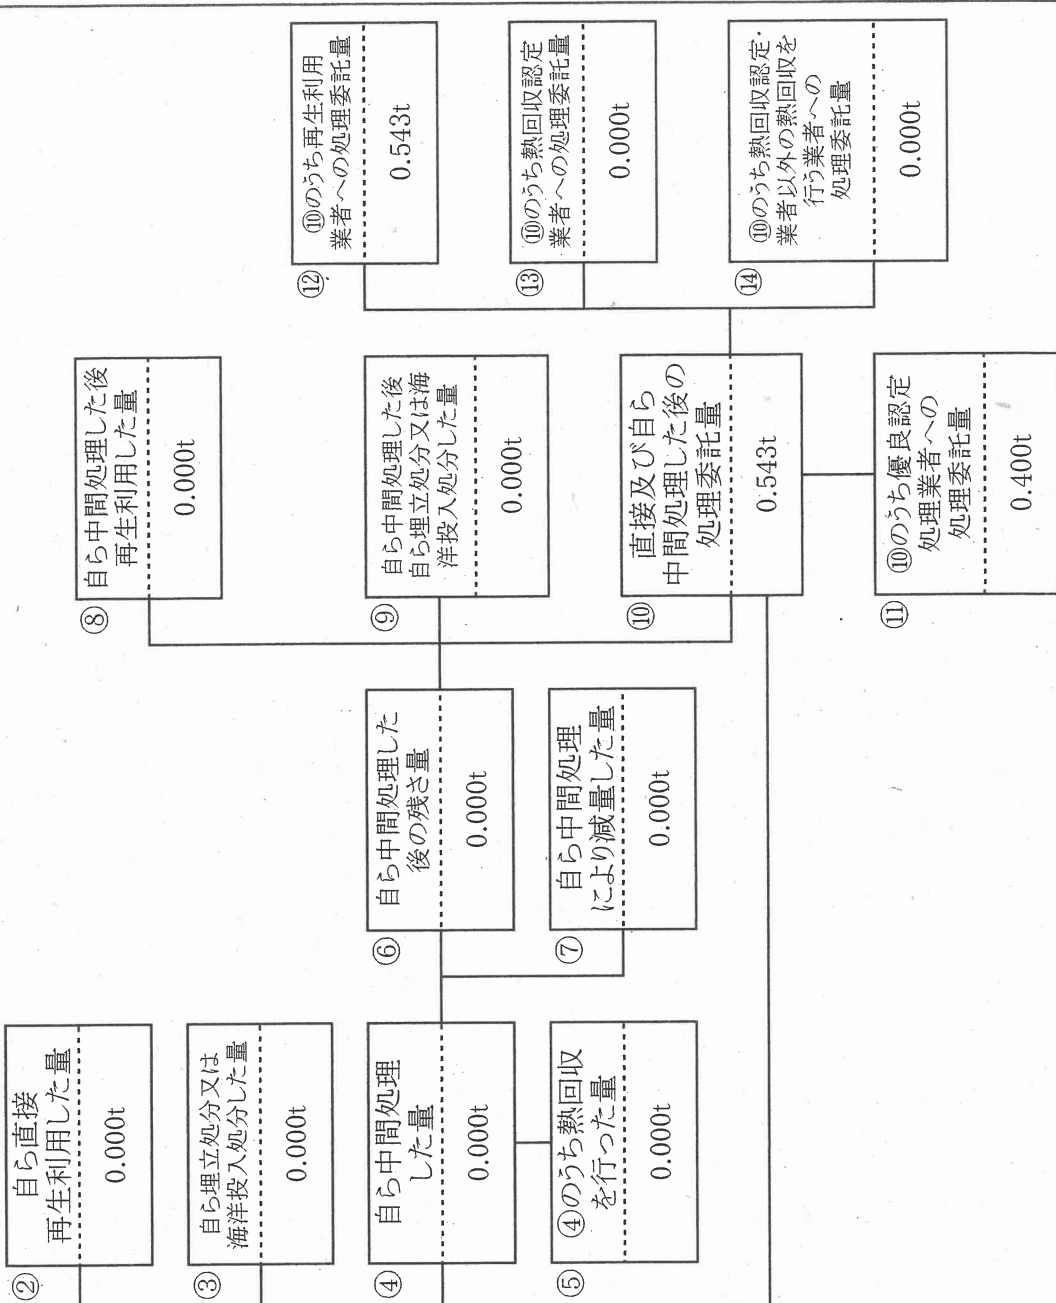 ②
自ら直接
再生利用した量
0.000t
③
自ら埋立処分又は
海洋投入処分した量
0.000t
④
自ら中間処理
した量
0.000t
⑤
④のうち熱回収
を行った量
0.000t
⑥
自ら中間処理した
後の残さ量
0.000t
⑦
自ら中間処理
により減量した量
0.000t
⑧
自ら中間処理した後
再生利用した量
0.000t
⑨
自ら中間処理した後
自ら埋立処分又は海
洋投入処分した量
0.000t
⑩
直接及び自ら
中間処理した後の
処理委託量
0.543t
⑪
⑩のうち優良認定
処理業者への
処理委託量
0.400t
⑫
⑩のうち再生利用
業者への処理委託量
0.543t
⑬
⑩のうち熱回収認定
業者への処理委託量
0.000t
⑭
⑩のうち熱回収認定
業者以外の熱回収を
行う業者への
処理委託量
0.000t